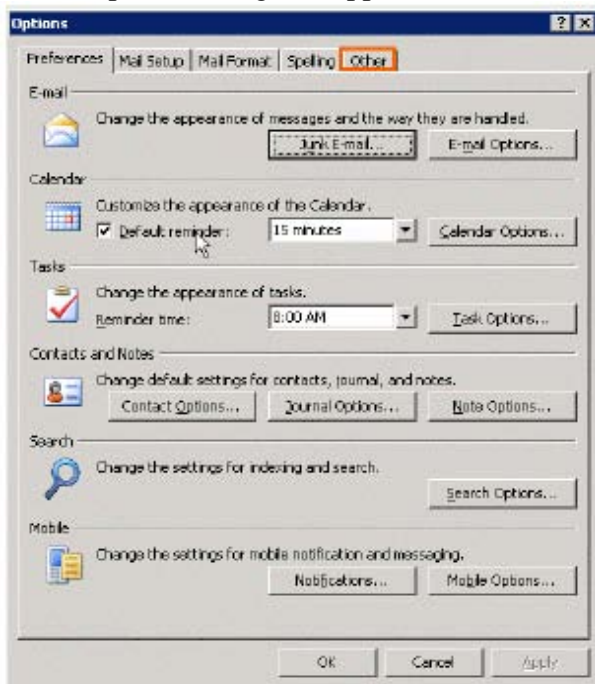 Options
Preferences Mail Setup Mail Format Spelling Other
E-mail
Change the appearance of messages and the way they are handled.
Junk E-mail... E-mail Options...
Calendar
Customize the appearance of the Calendar.
Default reminder: 15 minutes Calendar Options...
Tasks
Change the appearance of tasks.
Reminder time: 8:00 AM Task Options...
Contacts and Notes
Change default settings for contacts, journal, and notes.
Contact Options... Journal Options... Note Options...
Search
Change the settings for indexing and search.
Search Options...
Mobile
Change the settings for mobile notification and messaging.
Notifications... Mobile Options...
OK Cancel Apply